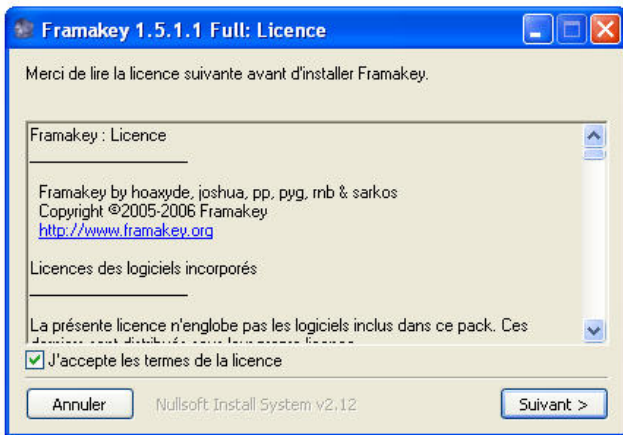 Framakey 1.5.1.1 Full: Licence
Merci de lire la licence suivante avant d'installer Framakey.
Framakey : Licence
Framakey by hoaxyde, joshua, pp, pyg, rnb & sarkos
Copyright ©2005-2006 Framakey
http://www.framakey.org
Licences des logiciels incorporés
La présente licence n'englobe pas les logiciels inclus dans ce pack. Ces
J'accepte les termes de la licence
Annuler
Nullsoft Install System v2.12
Suivant >